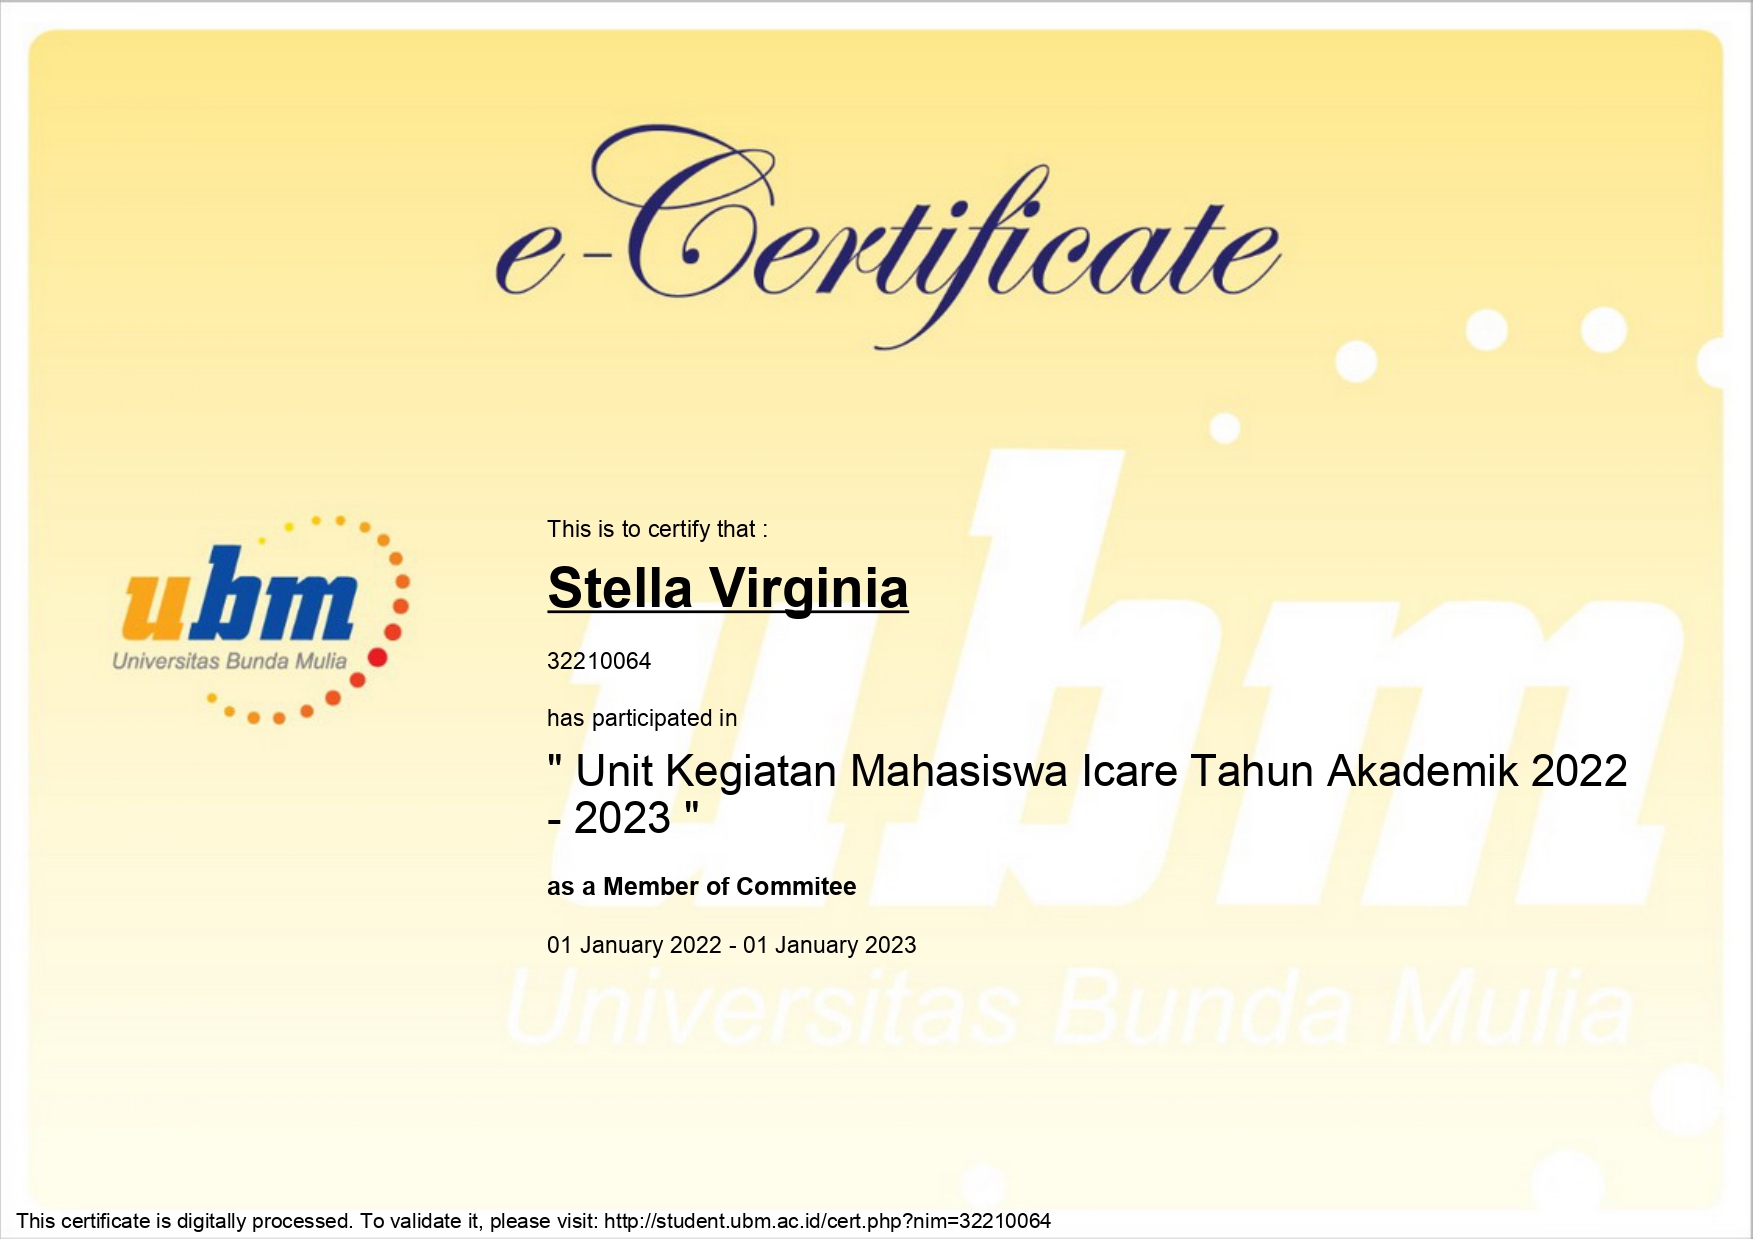 e-Certificate
ubm
Universitas Bunda Mulia
This is to certify that :
Stella Virginia
32210064
has participated in
" Unit Kegiatan Mahasiswa Icare Tahun Akademik 2022
- 2023 "
as a Member of Commitee
01 January 2022 - 01 January 2023
ubm
Universitas Bunda Mulia
This certificate is digitally processed. To validate it, please visit: http://student.ubm.ac.id/cert.php?nim=32210064